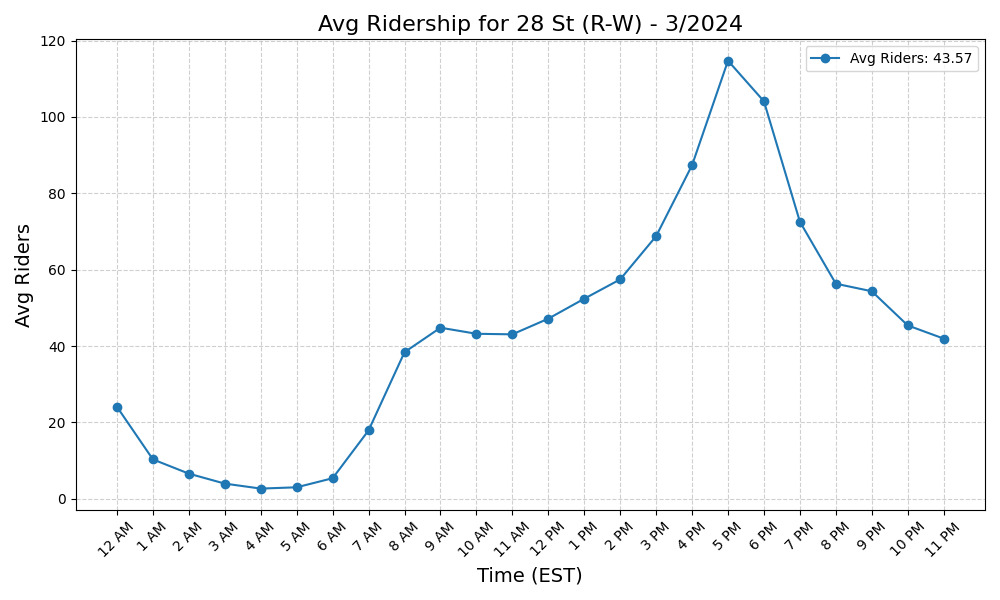 Avg Ridership for 28 St (R-W) - 3/2024
Avg Riders: 43.57
Avg Riders
120
100
80
60
40
20
0
12 AM
1 AM
2 AM
3 AM
4 AM
5 AM
6 AM
7 AM
8 AM
9 AM
10 AM
11 AM
12 PM
1 PM
2 PM
3 PM
4 PM
5 PM
6 PM
7 PM
8 PM
9 PM
10 PM
11 PM
Time (EST)